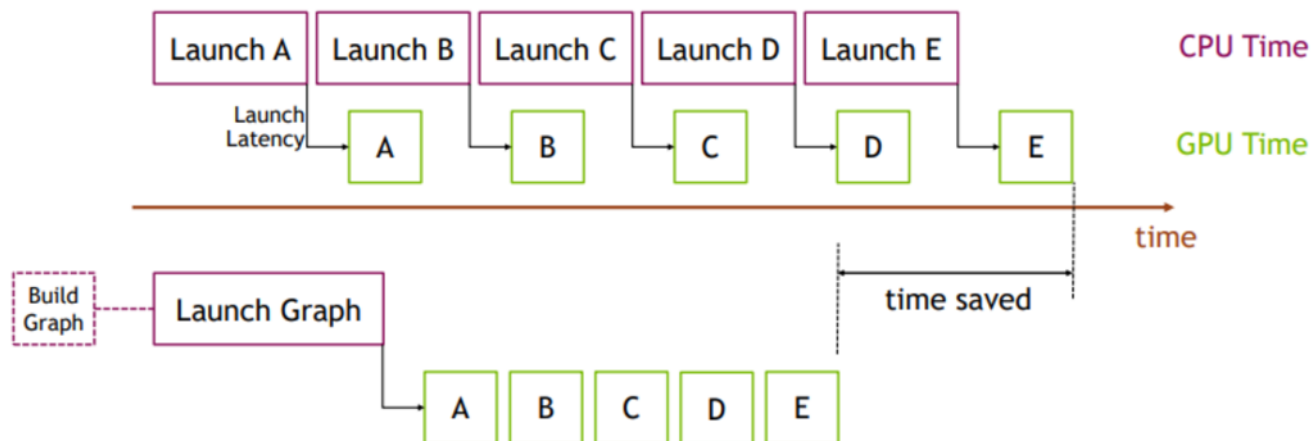 Launch A
Launch B
Launch C
Launch D
Launch E
CPU Time
Launch
Latency
A
B
C
D
E
GPU Time
time
Build
Graph
Launch Graph
time saved
A
B
C
D
E